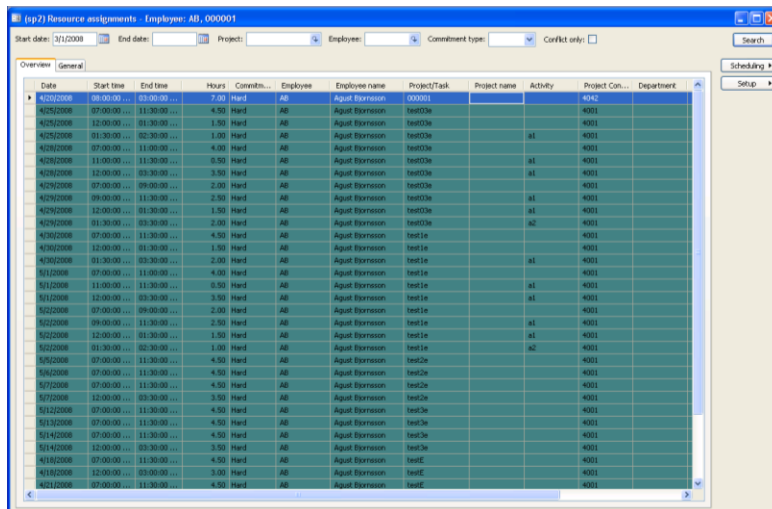 (sp2) Resource assignments - Employee: AB, 000001
Start date: 3/1/2008 End date: Project: Employee: Commitment type: Conflict only: Search
Overview General Scheduling
Setup
Date Start time End time Hours Commitm... Employee Employee name Project/Task Project name Activity Project Con... Department
4/20/2008 08:00:00 ... 03:00:00 ... 7.00 Hard AB Agust Bjornsson 000001 4042
4/25/2008 07:00:00 ... 11:30:00 ... 4.50 Hard AB Agust Bjornsson test03e 4001
4/25/2008 12:00:00 ... 01:30:00 ... 1.50 Hard AB Agust Bjornsson test03e 4001
4/25/2008 01:30:00 ... 02:30:00 ... 1.00 Hard AB Agust Bjornsson test03e a1 4001
4/28/2008 07:00:00 ... 11:00:00 ... 4.00 Hard AB Agust Bjornsson test03e 4001
4/28/2008 11:00:00 ... 11:30:00 ... 0.50 Hard AB Agust Bjornsson test03e a1 4001
4/28/2008 12:00:00 ... 03:30:00 ... 3.50 Hard AB Agust Bjornsson test03e a1 4001
4/29/2008 07:00:00 ... 09:00:00 ... 2.00 Hard AB Agust Bjornsson test03e 4001
4/29/2008 09:00:00 ... 11:30:00 ... 2.50 Hard AB Agust Bjornsson test03e a1 4001
4/29/2008 12:00:00 ... 01:30:00 ... 1.50 Hard AB Agust Bjornsson test03e a1 4001
4/29/2008 01:30:00 ... 03:30:00 ... 2.00 Hard AB Agust Bjornsson test03e a2 4001
4/30/2008 07:00:00 ... 11:30:00 ... 4.50 Hard AB Agust Bjornsson test1e 4001
4/30/2008 12:00:00 ... 01:30:00 ... 1.50 Hard AB Agust Bjornsson test1e 4001
4/30/2008 01:30:00 ... 03:30:00 ... 2.00 Hard AB Agust Bjornsson test1e a1 4001
5/1/2008 07:00:00 ... 11:00:00 ... 4.00 Hard AB Agust Bjornsson test1e 4001
5/1/2008 11:00:00 ... 11:30:00 ... 0.50 Hard AB Agust Bjornsson test1e a1 4001
5/1/2008 12:00:00 ... 03:30:00 ... 3.50 Hard AB Agust Bjornsson test1e a1 4001
5/2/2008 07:00:00 ... 09:00:00 ... 2.00 Hard AB Agust Bjornsson test1e 4001
5/2/2008 09:00:00 ... 11:30:00 ... 2.50 Hard AB Agust Bjornsson test1e a1 4001
5/2/2008 12:00:00 ... 01:30:00 ... 1.50 Hard AB Agust Bjornsson test1e a1 4001
5/2/2008 01:30:00 ... 02:30:00 ... 1.00 Hard AB Agust Bjornsson test1e a2 4001
5/5/2008 07:00:00 ... 11:30:00 ... 4.50 Hard AB Agust Bjornsson test2e 4001
5/6/2008 07:00:00 ... 11:30:00 ... 4.50 Hard AB Agust Bjornsson test2e 4001
5/7/2008 07:00:00 ... 11:30:00 ... 4.50 Hard AB Agust Bjornsson test2e 4001
5/7/2008 12:00:00 ... 03:30:00 ... 3.50 Hard AB Agust Bjornsson test2e 4001
5/12/2008 07:00:00 ... 11:30:00 ... 4.50 Hard AB Agust Bjornsson test3e 4001
5/13/2008 07:00:00 ... 11:30:00 ... 4.50 Hard AB Agust Bjornsson test3e 4001
5/14/2008 07:00:00 ... 11:30:00 ... 4.50 Hard AB Agust Bjornsson test3e 4001
5/14/2008 12:00:00 ... 03:30:00 ... 3.50 Hard AB Agust Bjornsson test3e 4001
4/18/2008 07:00:00 ... 11:30:00 ... 4.50 Hard AB Agust Bjornsson testE 4001
4/18/2008 12:00:00 ... 03:00:00 ... 3.00 Hard AB Agust Bjornsson testE 4001
4/21/2008 07:00:00 ... 11:30:00 ... 4.50 Hard AB Agust Bjornsson testE 4001